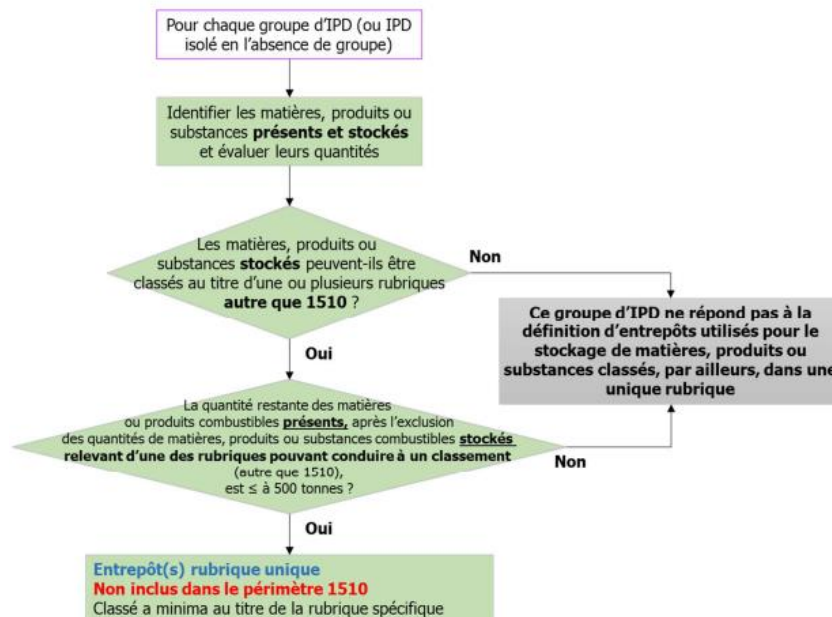 Pour chaque groupe d'IPD (ou IPD
isolé en l'absence de groupe)
Identifier les matières, produits ou
substances présents et stockés
et évaluer leurs quantités
Les matières, produits ou
substances stockés peuvent-ils être
classés au titre d'une ou plusieurs rubriques
autre que 1510 ?
Non
Ce groupe d'IPD ne répond pas à la
définition d'entrepôts utilisés pour le
stockage de matières, produits ou
substances classés, par ailleurs, dans une
unique rubrique
Oui
La quantité restante des matières
ou produits combustibles présents, après l'exclusion
des quantités de matières, produits ou substances combustibles stockés
relevant d'une des rubriques pouvant conduire à un classement
(autre que 1510),
est ≤ à 500 tonnes ?
Non
Oui
Entrepôt(s) rubrique unique
Non inclus dans le périmètre 1510
Classé a minima au titre de la rubrique spécifique